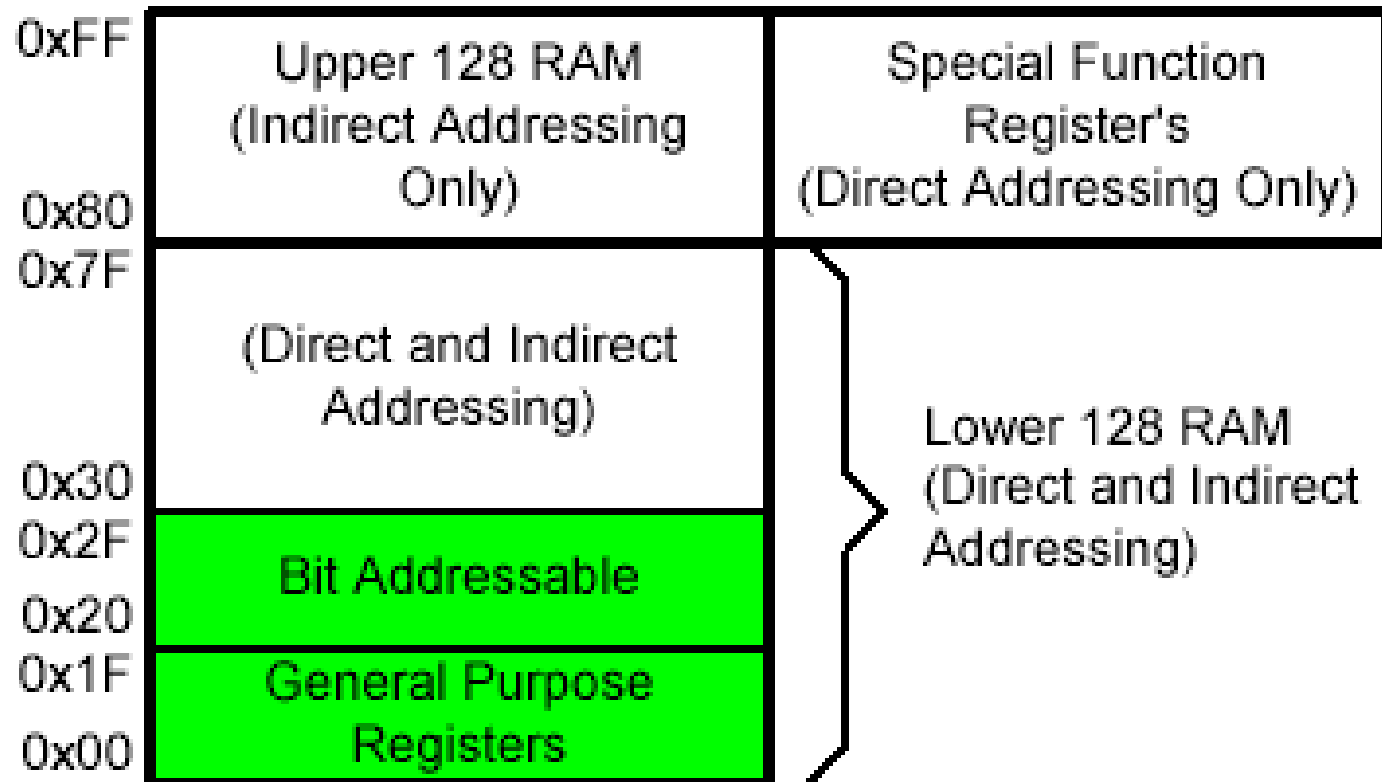 0xFF
Upper 128 RAM
(Indirect Addressing
Only)
Special Function
Register's
(Direct Addressing Only)
0x80
0x7F
(Direct and Indirect
Addressing)
Lower 128 RAM
(Direct and Indirect
Addressing)
0x30
0x2F
Bit Addressable
0x20
0x1F
General Purpose
Registers
0x00